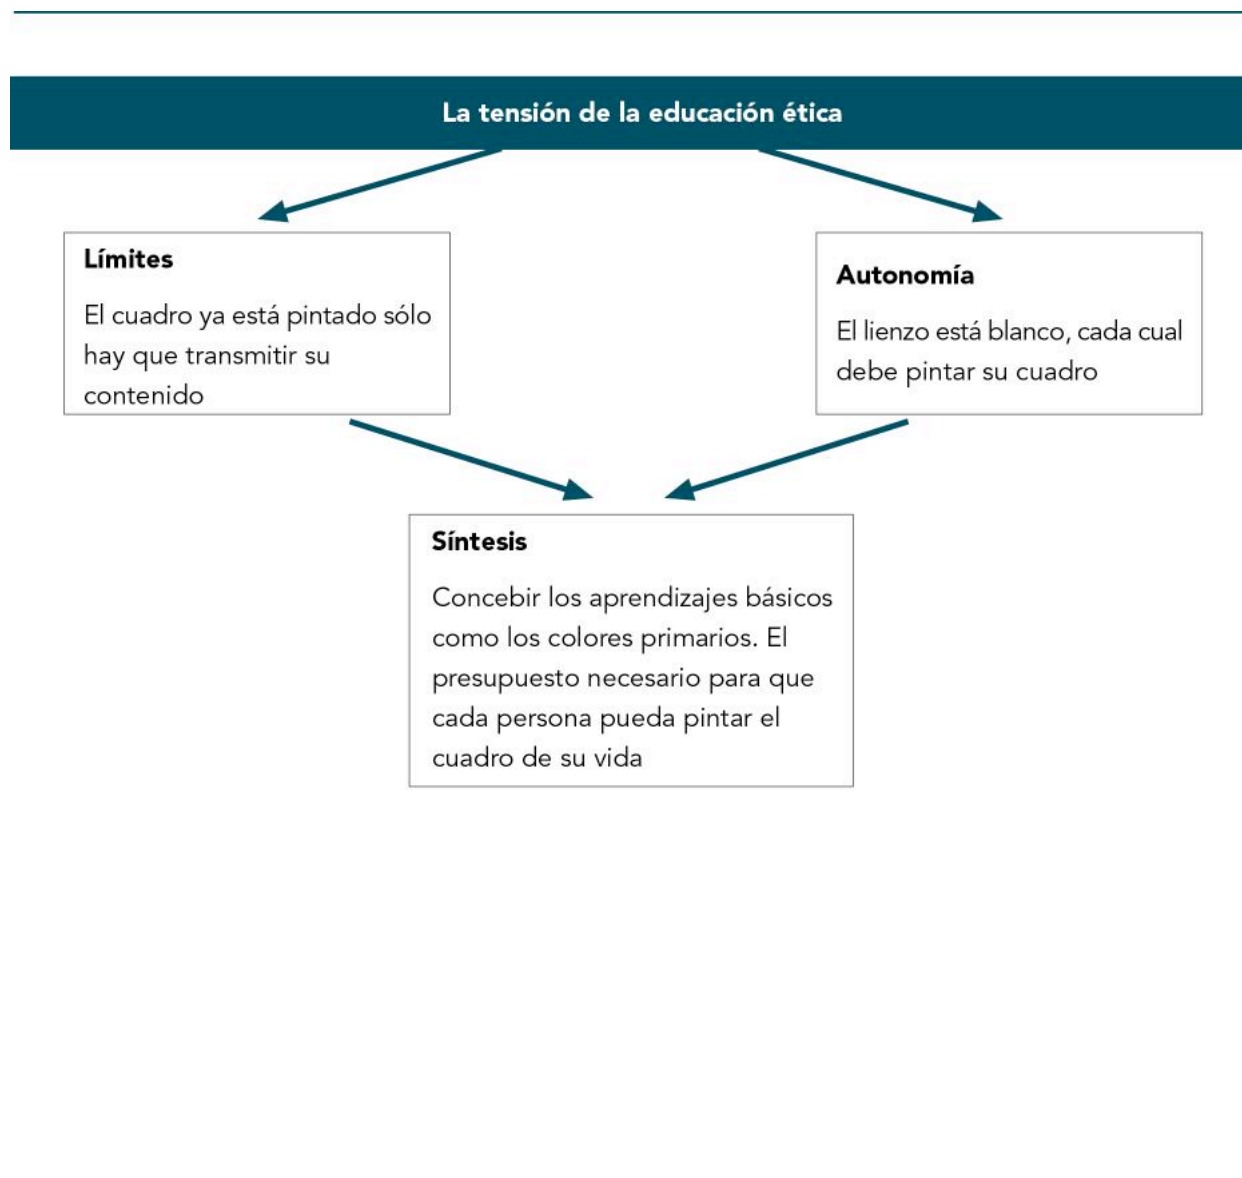 La tensión de la educación ética
Límites
El cuadro ya está pintado sólo
hay que transmitir su
contenido
Autonomía
El lienzo está blanco, cada cual
debe pintar su cuadro
Síntesis
Concebir los aprendizajes básicos
como los colores primarios. El
presupuesto necesario para que
cada persona pueda pintar el
cuadro de su vida